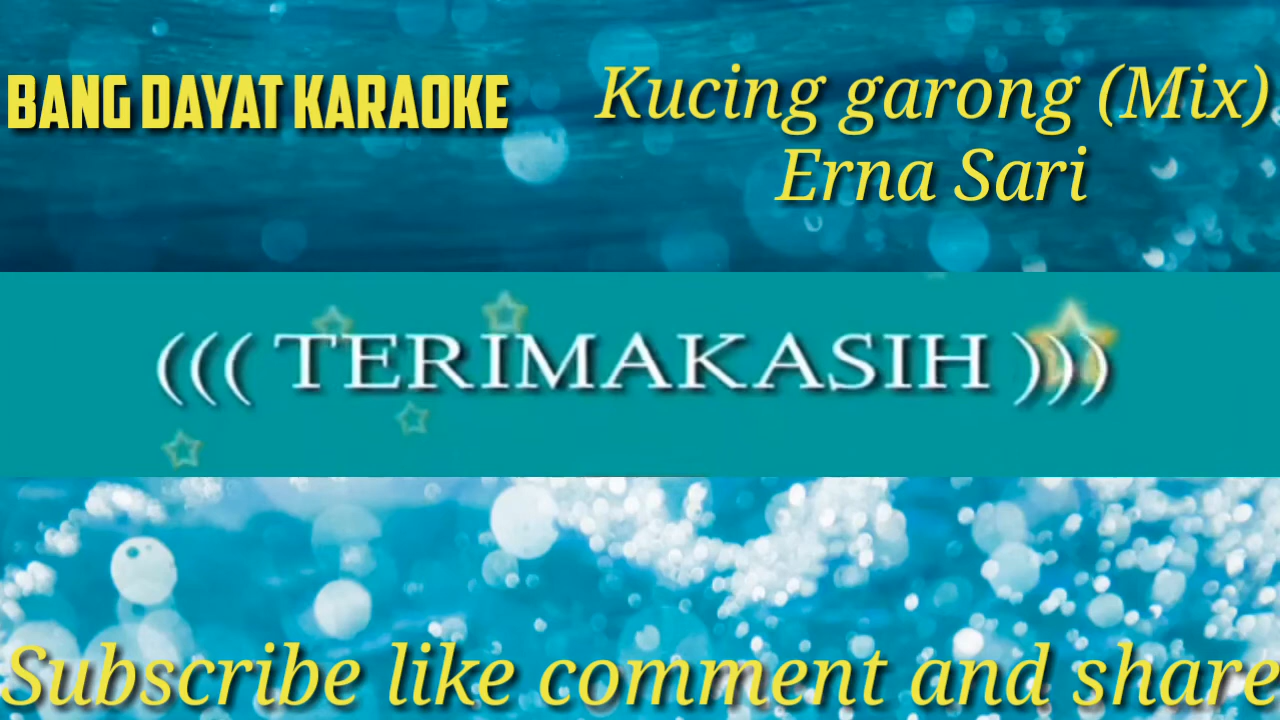 BANG DAYAT KARAOKE
Kucing garong (Mix)
Erna Sari
((( TERIMAKASIH )))
Subscribe like comment and share